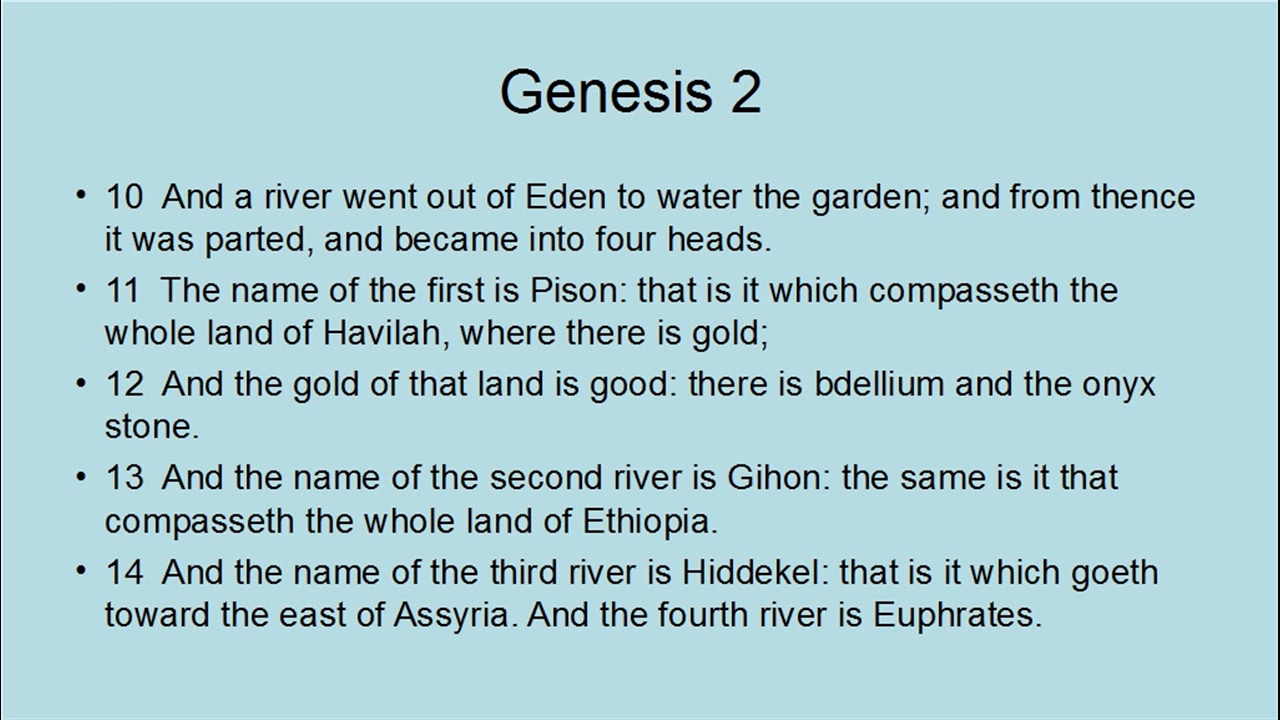 Genesis 2
• 10  And a river went out of Eden to water the garden; and from thence
it was parted, and became into four heads.
• 11  The name of the first is Pison: that is it which compasseth the
whole land of Havilah, where there is gold;
• 12  And the gold of that land is good: there is bdellium and the onyx
stone.
• 13  And the name of the second river is Gihon: the same is it that
compasseth the whole land of Ethiopia.
• 14  And the name of the third river is Hiddekel: that is it which goeth
toward the east of Assyria. And the fourth river is Euphrates.